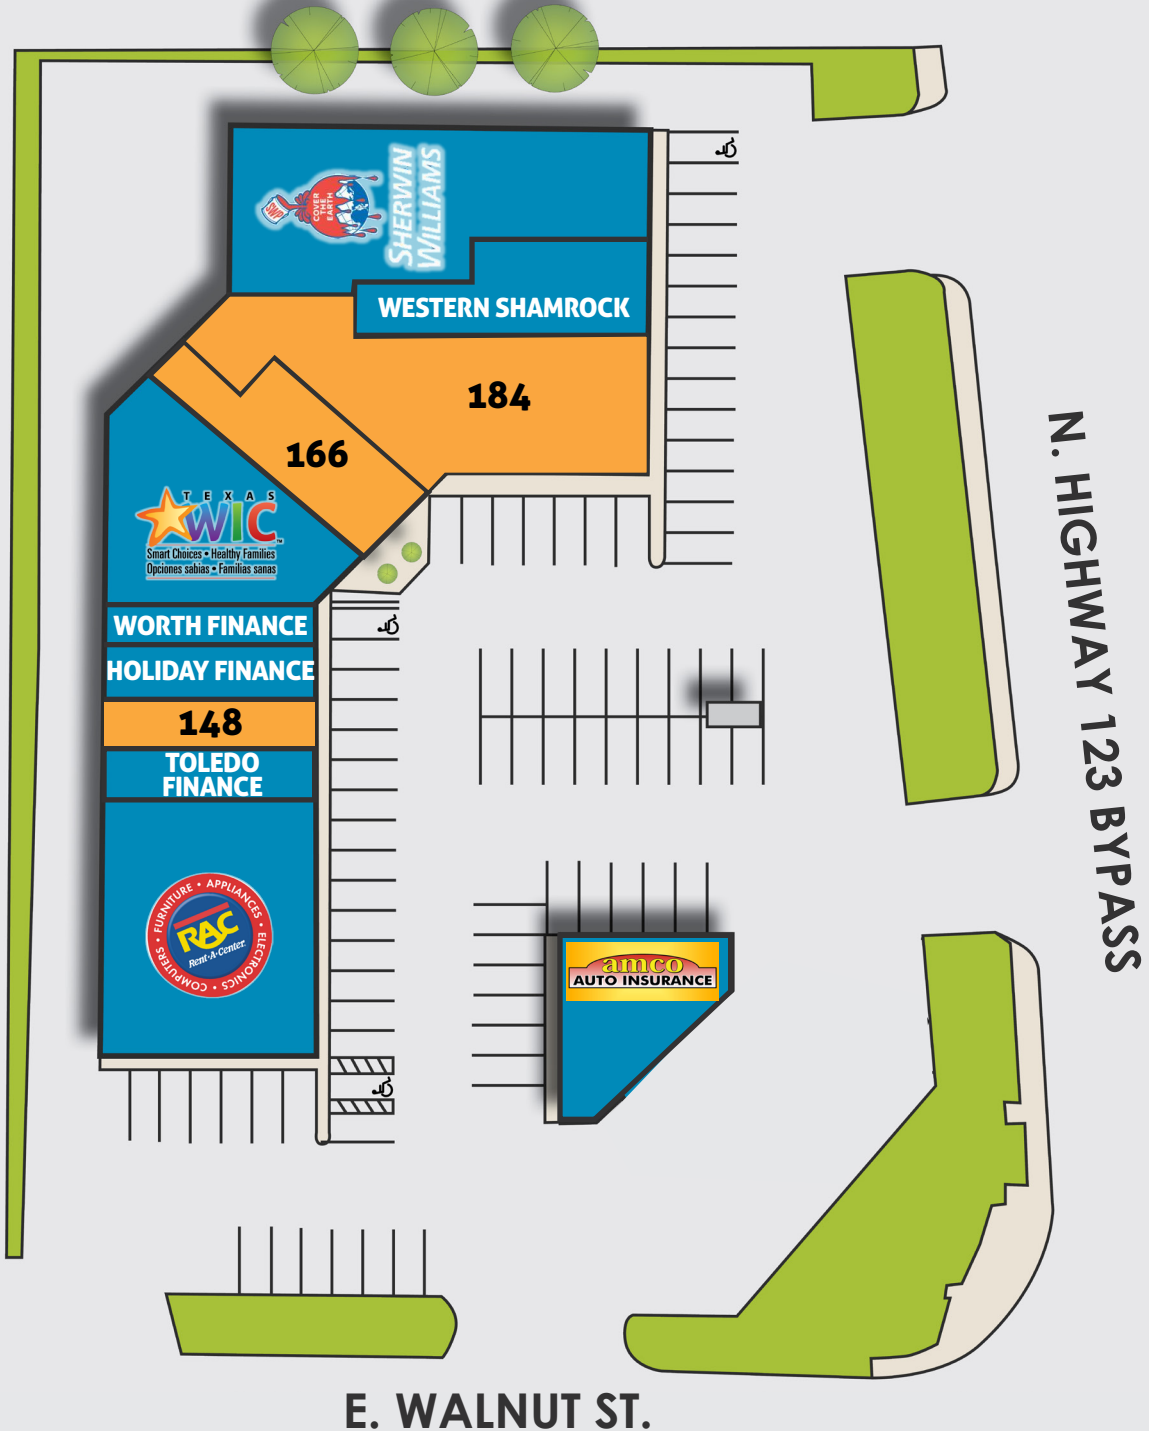 SHERWIN
WILLIAMS
SWP
COVER
THE
EARTH
WESTERN SHAMROCK
184
166
TEXAS
WIC
Smart Choices • Healthy Families
Opciones sabias • Familias sanas
WORTH FINANCE
HOLIDAY FINANCE
148
TOLEDO
FINANCE
FURNITURE • APPLIANCES • ELECTRONICS • COMPUTERS •
RAC
Rent-A-Center
amco
AUTO INSURANCE
N. HIGHWAY 123 BYPASS
E. WALNUT ST.